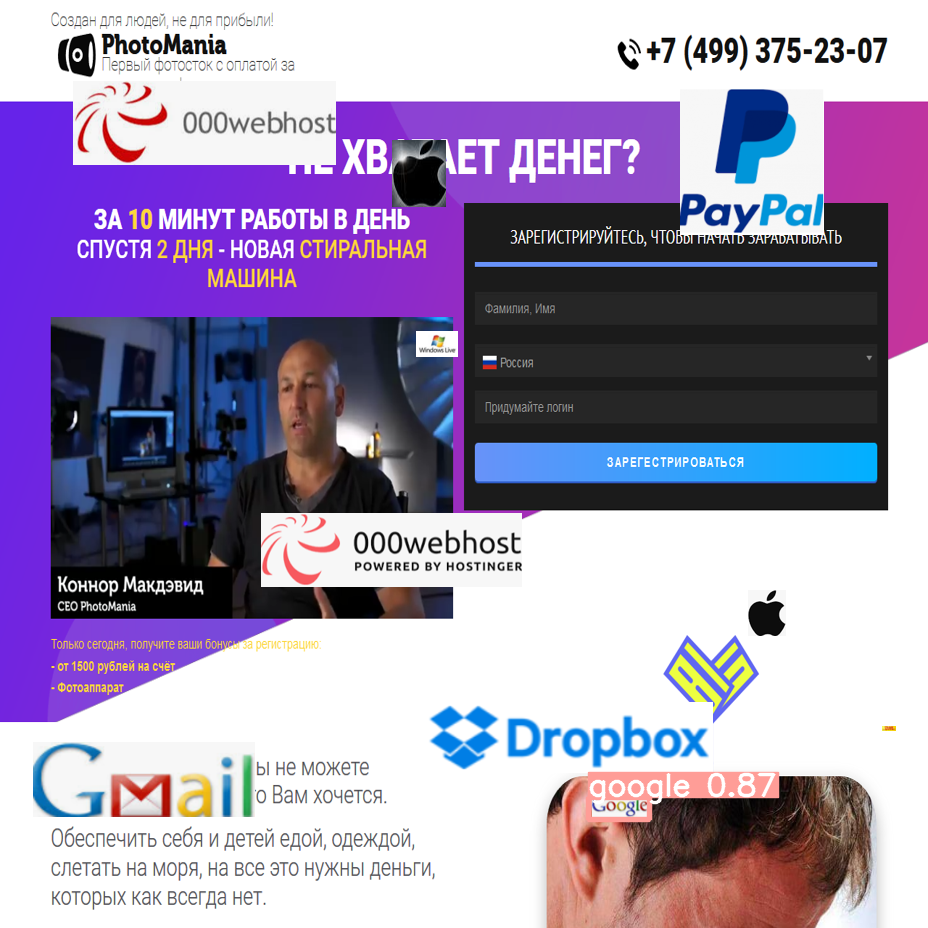 Создан для людей, не для прибыли!
PhotoMania
Первый фотосток с оплатой за
+7 (499) 375-23-07
000webhost
PayPal
ДЕНЕГ?
ЗА 10 МИНУТ РАБОТЫ В ДЕНЬ
СПУСТЯ 2 ДНЯ - НОВАЯ СТИРАЛЬНАЯ
МАШИНА
ЗАРЕГИСТРИРУЙТЕСЬ, ЧТОБЫ НАЧАТЬ ЗАРАБАТЫВАТЬ
Фамилия, Имя
Россия
Придумайте логин
ЗАРЕГЕСТРИРОВАТЬСЯ
Windows Live
000webhost
POWERED BY HOSTINGER
Коннор Макдэвид
CEO PhotoMania
Только сегодня, получите ваши бонусы за регистрацию:
- от 1500 рублей на счёт
- Фотоаппарат
Dropbox
Gmail
ы не можете
о Вам хочется.
google 0.87
Google
Обеспечить себя и детей едой, одеждой,
слетать на моря, на все это нужны деньги,
которых как всегда нет.